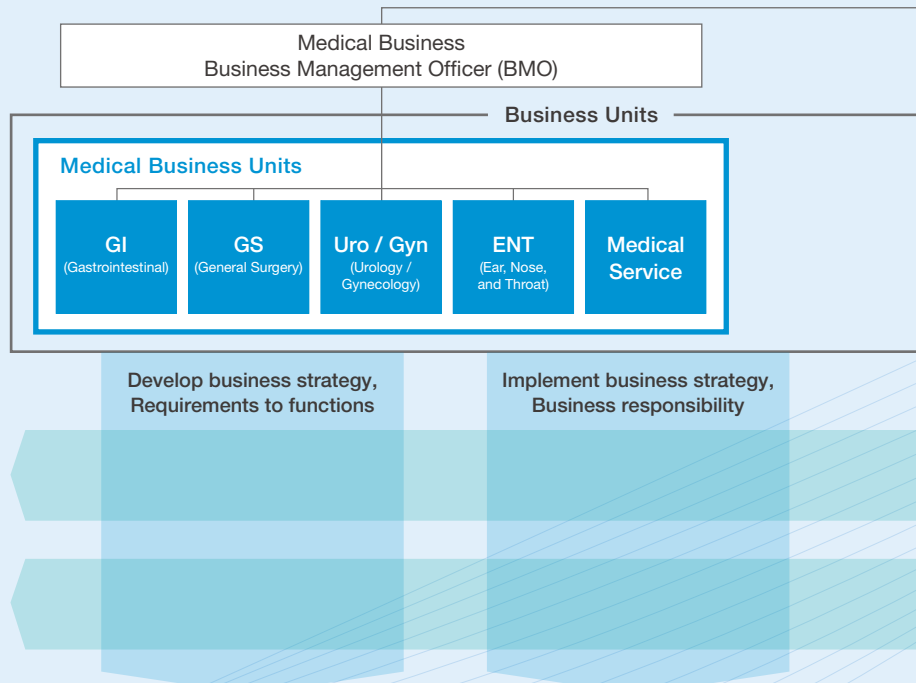 Medical Business
Business Management Officer (BMO)
Business Units
Medical Business Units
GI
(Gastrointestinal)
GS
(General Surgery)
Uro / Gyn
(Urology /
Gynecology)
ENT
(Ear, Nose,
and Throat)
Medical
Service
Develop business strategy,
Requirements to functions
Implement business strategy,
Business responsibility